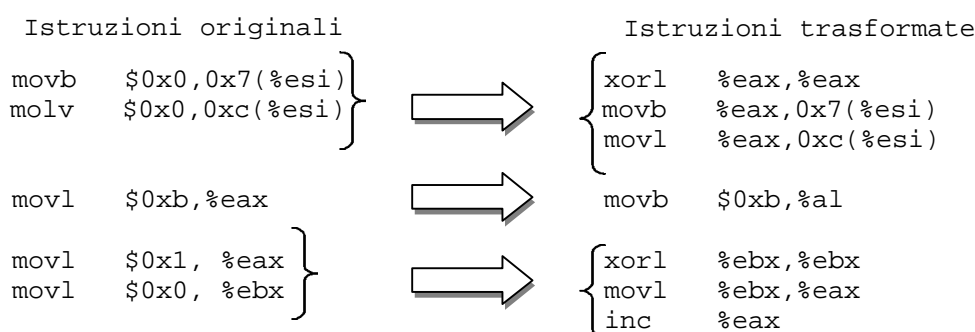 Istruzioni originali
Istruzioni trasformate
movb $0x0,0x7(%esi)
molv $0x0,0xc(%esi)
xorl %eax,%eax
movb %eax,0x7(%esi)
movl %eax,0xc(%esi)
movl $0xb,%eax
movb $0xb,%al
movl $0x1, %eax
movl $0x0, %ebx
xorl %ebx,%ebx
movl %ebx,%eax
inc %eax